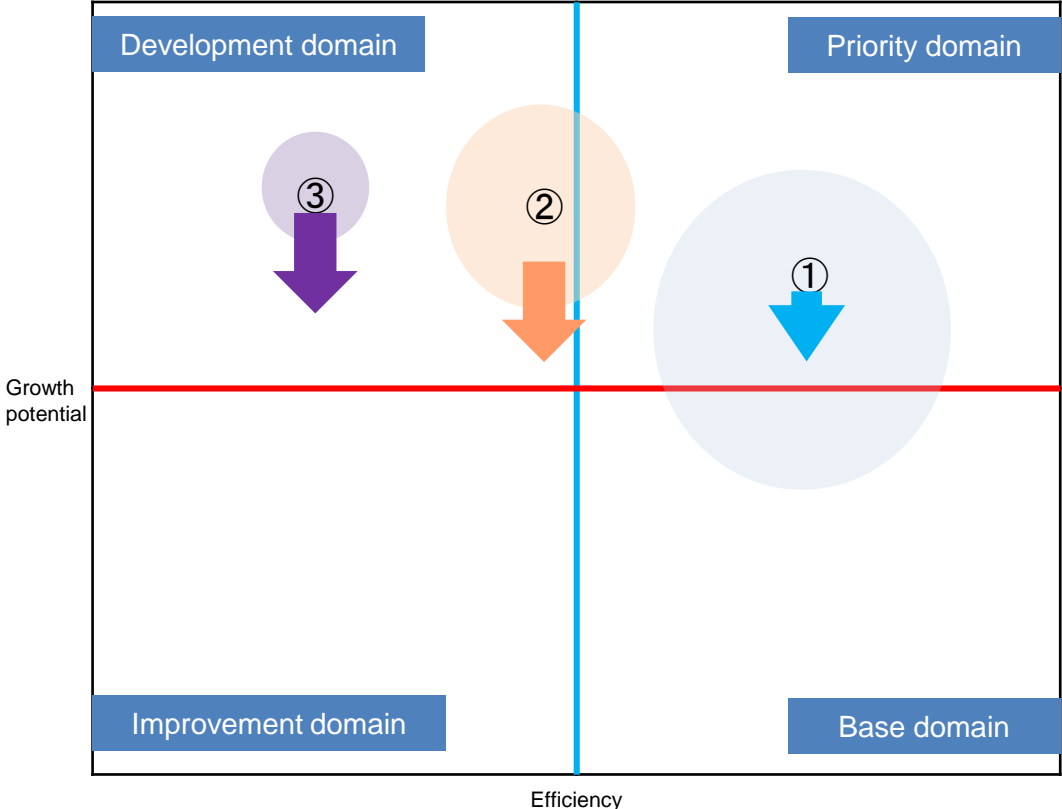 Development domain
Priority domain
③
②
①
Growth
potential
Improvement domain
Base domain
Efficiency